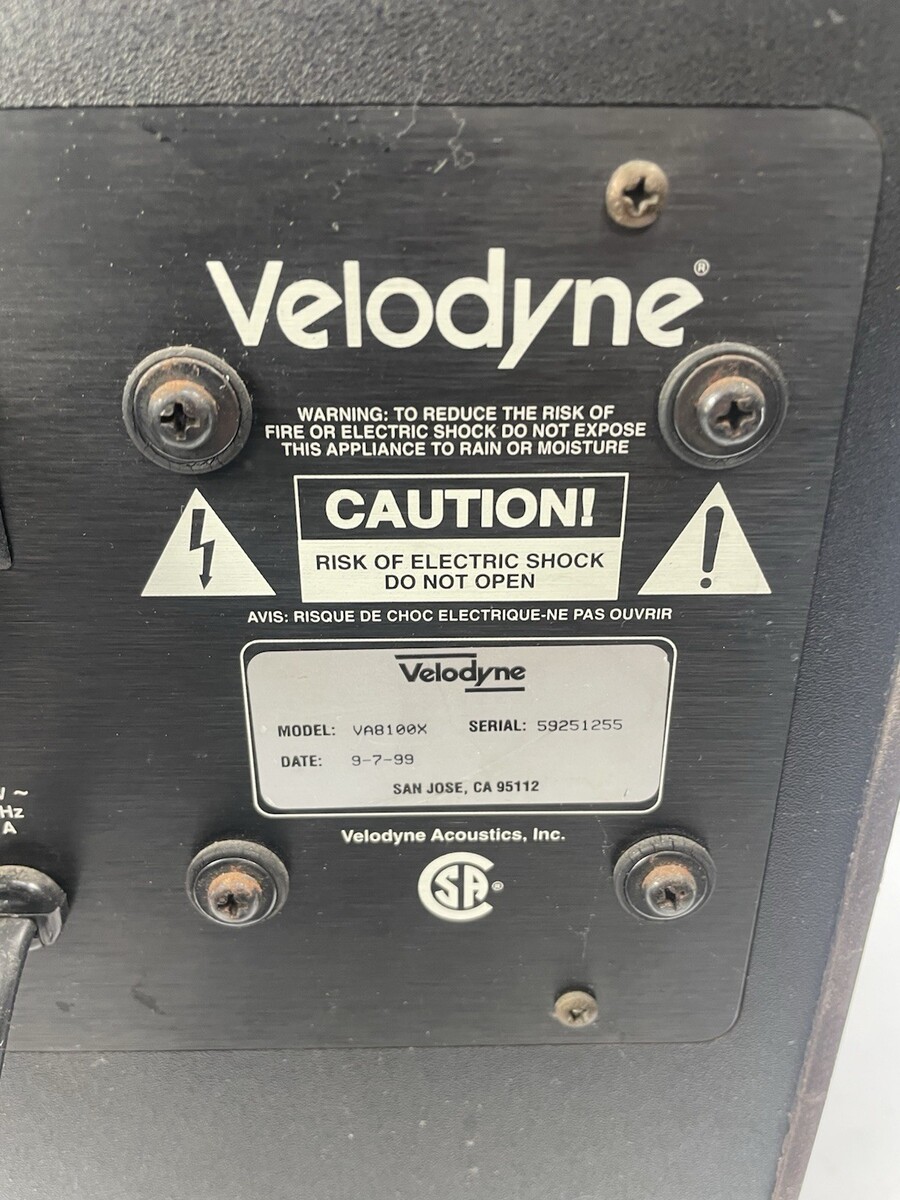 Velodyne®
WARNING: TO REDUCE THE RISK OF
FIRE OR ELECTRIC SHOCK DO NOT EXPOSE
THIS APPLIANCE TO RAIN OR MOISTURE
CAUTION!
RISK OF ELECTRIC SHOCK
DO NOT OPEN
AVIS: RISQUE DE CHOC ELECTRIQUE-NE PAS OUVRIR
Velodyne
MODEL: VA8100X SERIAL: 59251255
DATE: 9-7-99
SAN JOSE, CA 95112
V ~
Hz
A
Velodyne Acoustics, Inc.
CSA®